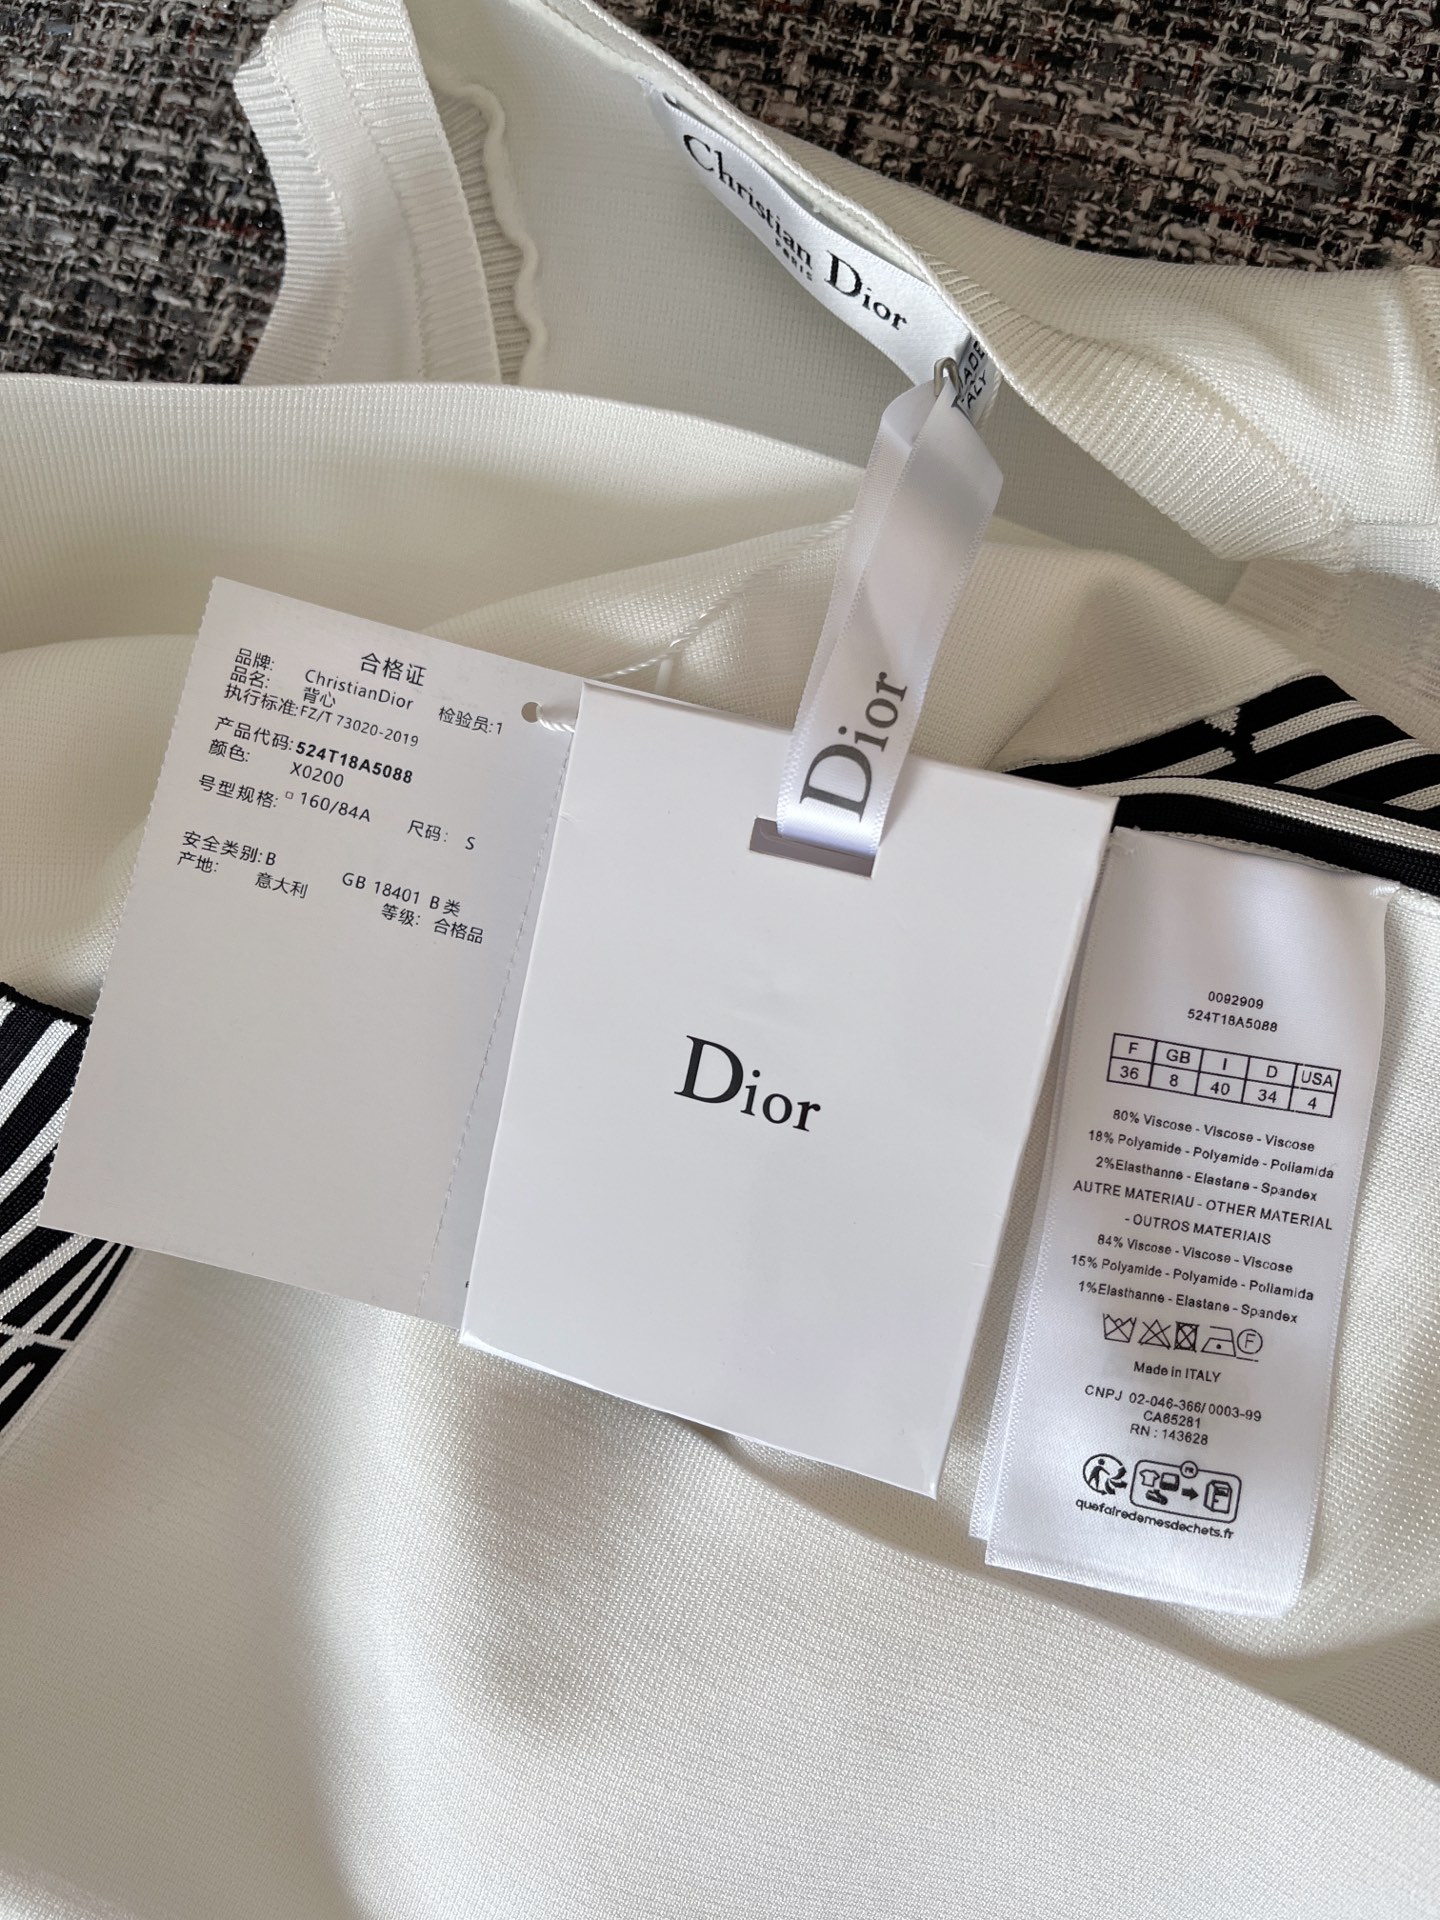 Christian Dior
PARIS
MADE
ITALY
Dior
合格证
品牌: ChristianDior
品名: 背心 检验员:1
执行标准:FZ/T 73020-2019
产品代码:524T18A5088
颜色: X0200
号型规格: 160/84A 尺码: S
安全类别:B GB 18401 B 类
产地: 意大利 等级: 合格品
Dior
0092909
524T18A5088
F GB I D USA
36 8 40 34 4
80% Viscose - Viscose - Viscose
18% Polyamide - Polyamide - Poliamida
2%Elasthanne - Elastane - Spandex
AUTRE MATERIAU - OTHER MATERIAL
- OUTROS MATERIAIS
84% Viscose - Viscose - Viscose
15% Polyamide - Polyamide - Poliamida
1%Elasthanne - Elastane - Spandex
F
Made in ITALY
CNPJ 02-046-366/0003-99
CA65281
RN : 143628
FR
quefairedemesdechets.fr